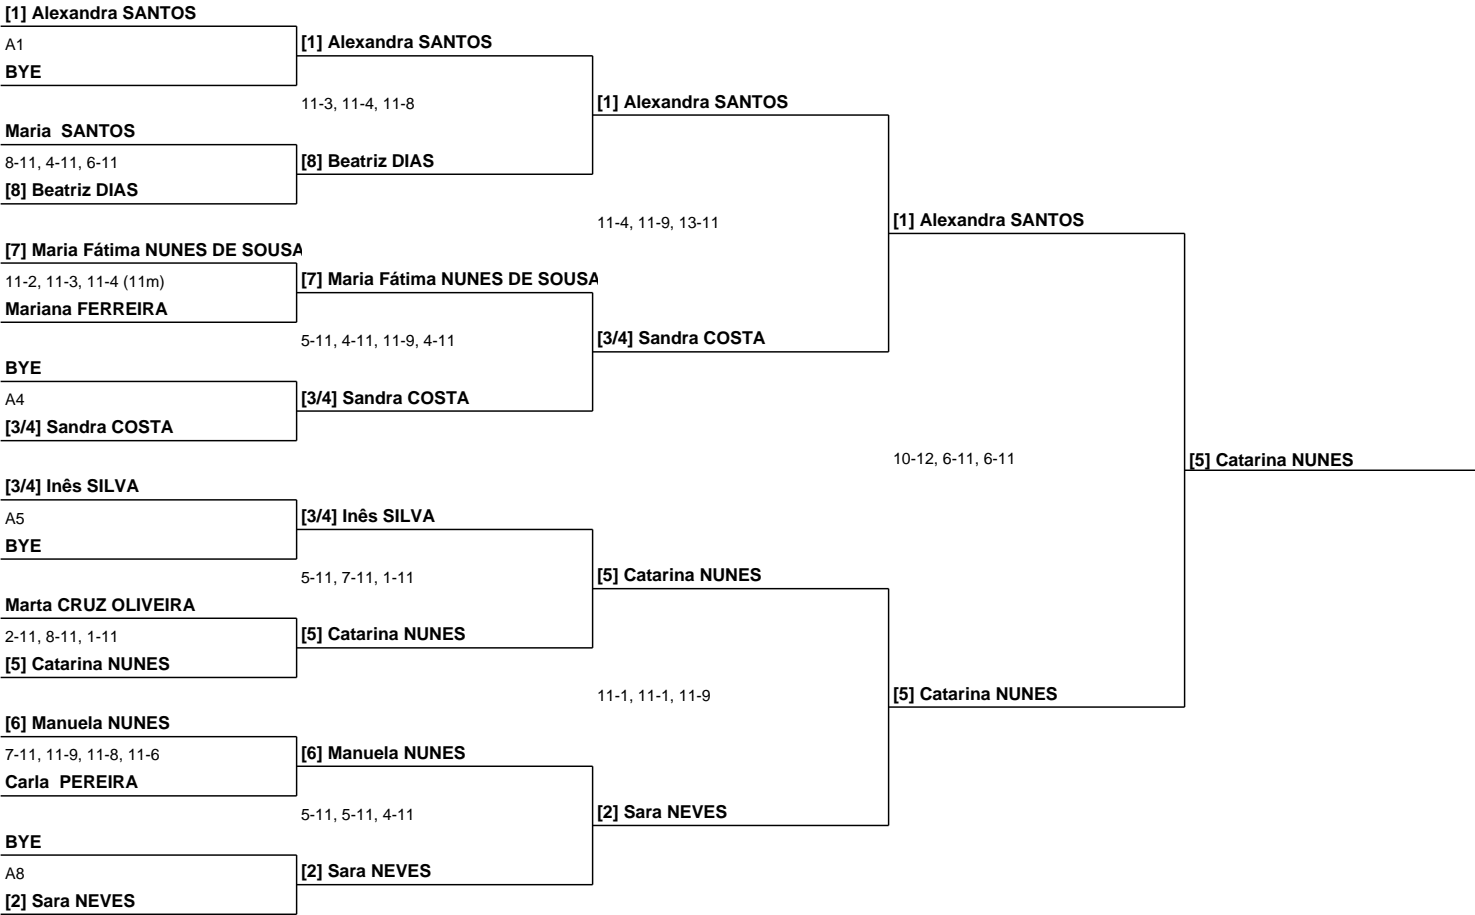 [1] Alexandra SANTOS
A1
BYE
Maria  SANTOS
8-11, 4-11, 6-11
[8] Beatriz DIAS
[7] Maria Fátima NUNES DE SOUSA
11-2, 11-3, 11-4 (11m)
Mariana FERREIRA
BYE
A4
[3/4] Sandra COSTA
[3/4] Inês SILVA
A5
BYE
Marta CRUZ OLIVEIRA
2-11, 8-11, 1-11
[5] Catarina NUNES
[6] Manuela NUNES
7-11, 11-9, 11-8, 11-6
Carla  PEREIRA
BYE
A8
[2] Sara NEVES
[1] Alexandra SANTOS
11-3, 11-4, 11-8
[8] Beatriz DIAS
[7] Maria Fátima NUNES DE SOUSA
5-11, 4-11, 11-9, 4-11
[3/4] Sandra COSTA
[3/4] Inês SILVA
5-11, 7-11, 1-11
[5] Catarina NUNES
[6] Manuela NUNES
5-11, 5-11, 4-11
[2] Sara NEVES
[1] Alexandra SANTOS
11-4, 11-9, 13-11
[3/4] Sandra COSTA
[5] Catarina NUNES
11-1, 11-1, 11-9
[2] Sara NEVES
[1] Alexandra SANTOS
10-12, 6-11, 6-11
[5] Catarina NUNES
[5] Catarina NUNES